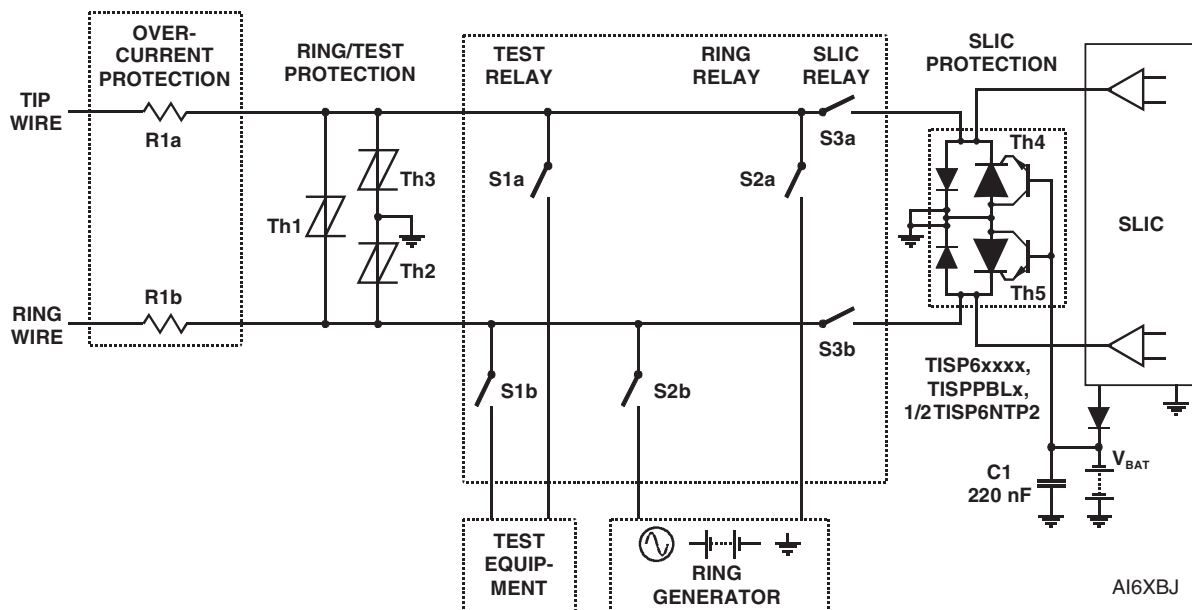 OVER-
CURRENT
PROTECTION
RING/TEST
PROTECTION
TEST
RELAY
RING
RELAY
SLIC
RELAY
SLIC
PROTECTION
TIP
WIRE
R1a
S3a
Th4
Th3
S1a
S2a
Th1
SLIC
Th2
Th5
R1b
RING
WIRE
S3b
S1b
S2b
TISP6xxxx,
TISPPBLx,
1/2TISP6NTP2
C1
220 nF
VBAT
TEST
EQUIP-
MENT
RING
GENERATOR
AI6XBJ